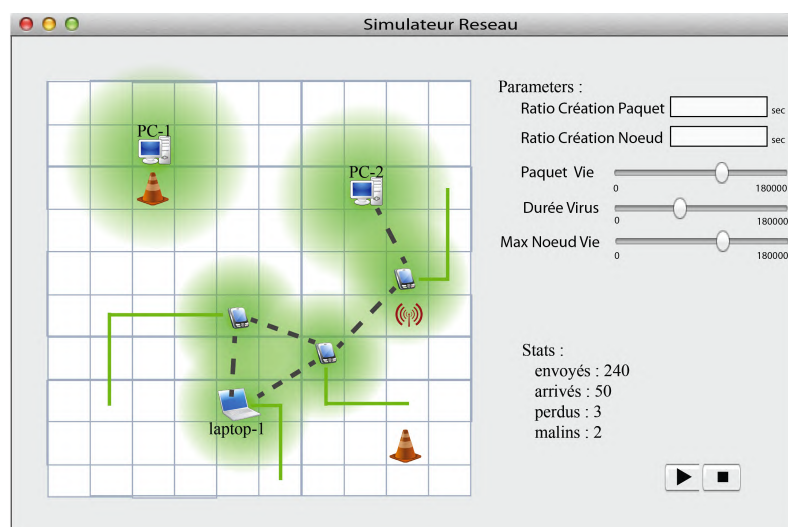 Simulateur Reseau
PC-1
PC-2
laptop-1
Parameters :
Ratio Création Paquet sec
Ratio Création Noeud sec
Paquet Vie
0 180000
Durée Virus
0 180000
Max Noeud Vie
0 180000
Stats :
envoyés : 240
arrivés : 50
perdus : 3
malins : 2